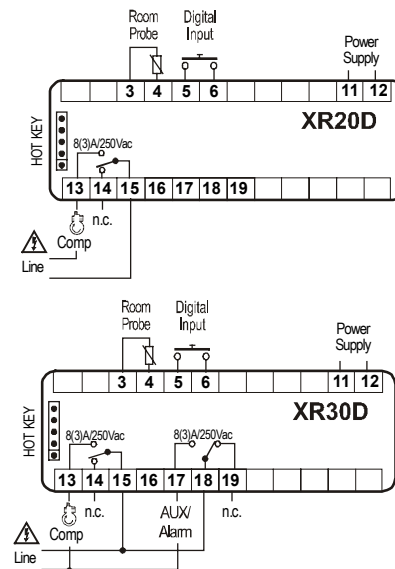 Room Probe
Digital Input
Power Supply
3 4 5 6 11 12
XR20D
HOT KEY
8(3)A/250Vac
13 14 15 16 17 18 19
n.c.
Comp
Line
Room Probe
Digital Input
Power Supply
3 4 5 6 11 12
XR30D
HOT KEY
8(3)A/250Vac 8(3)A/250Vac
13 14 15 16 17 18 19
n.c. AUX/ Alarm n.c.
Comp
Line